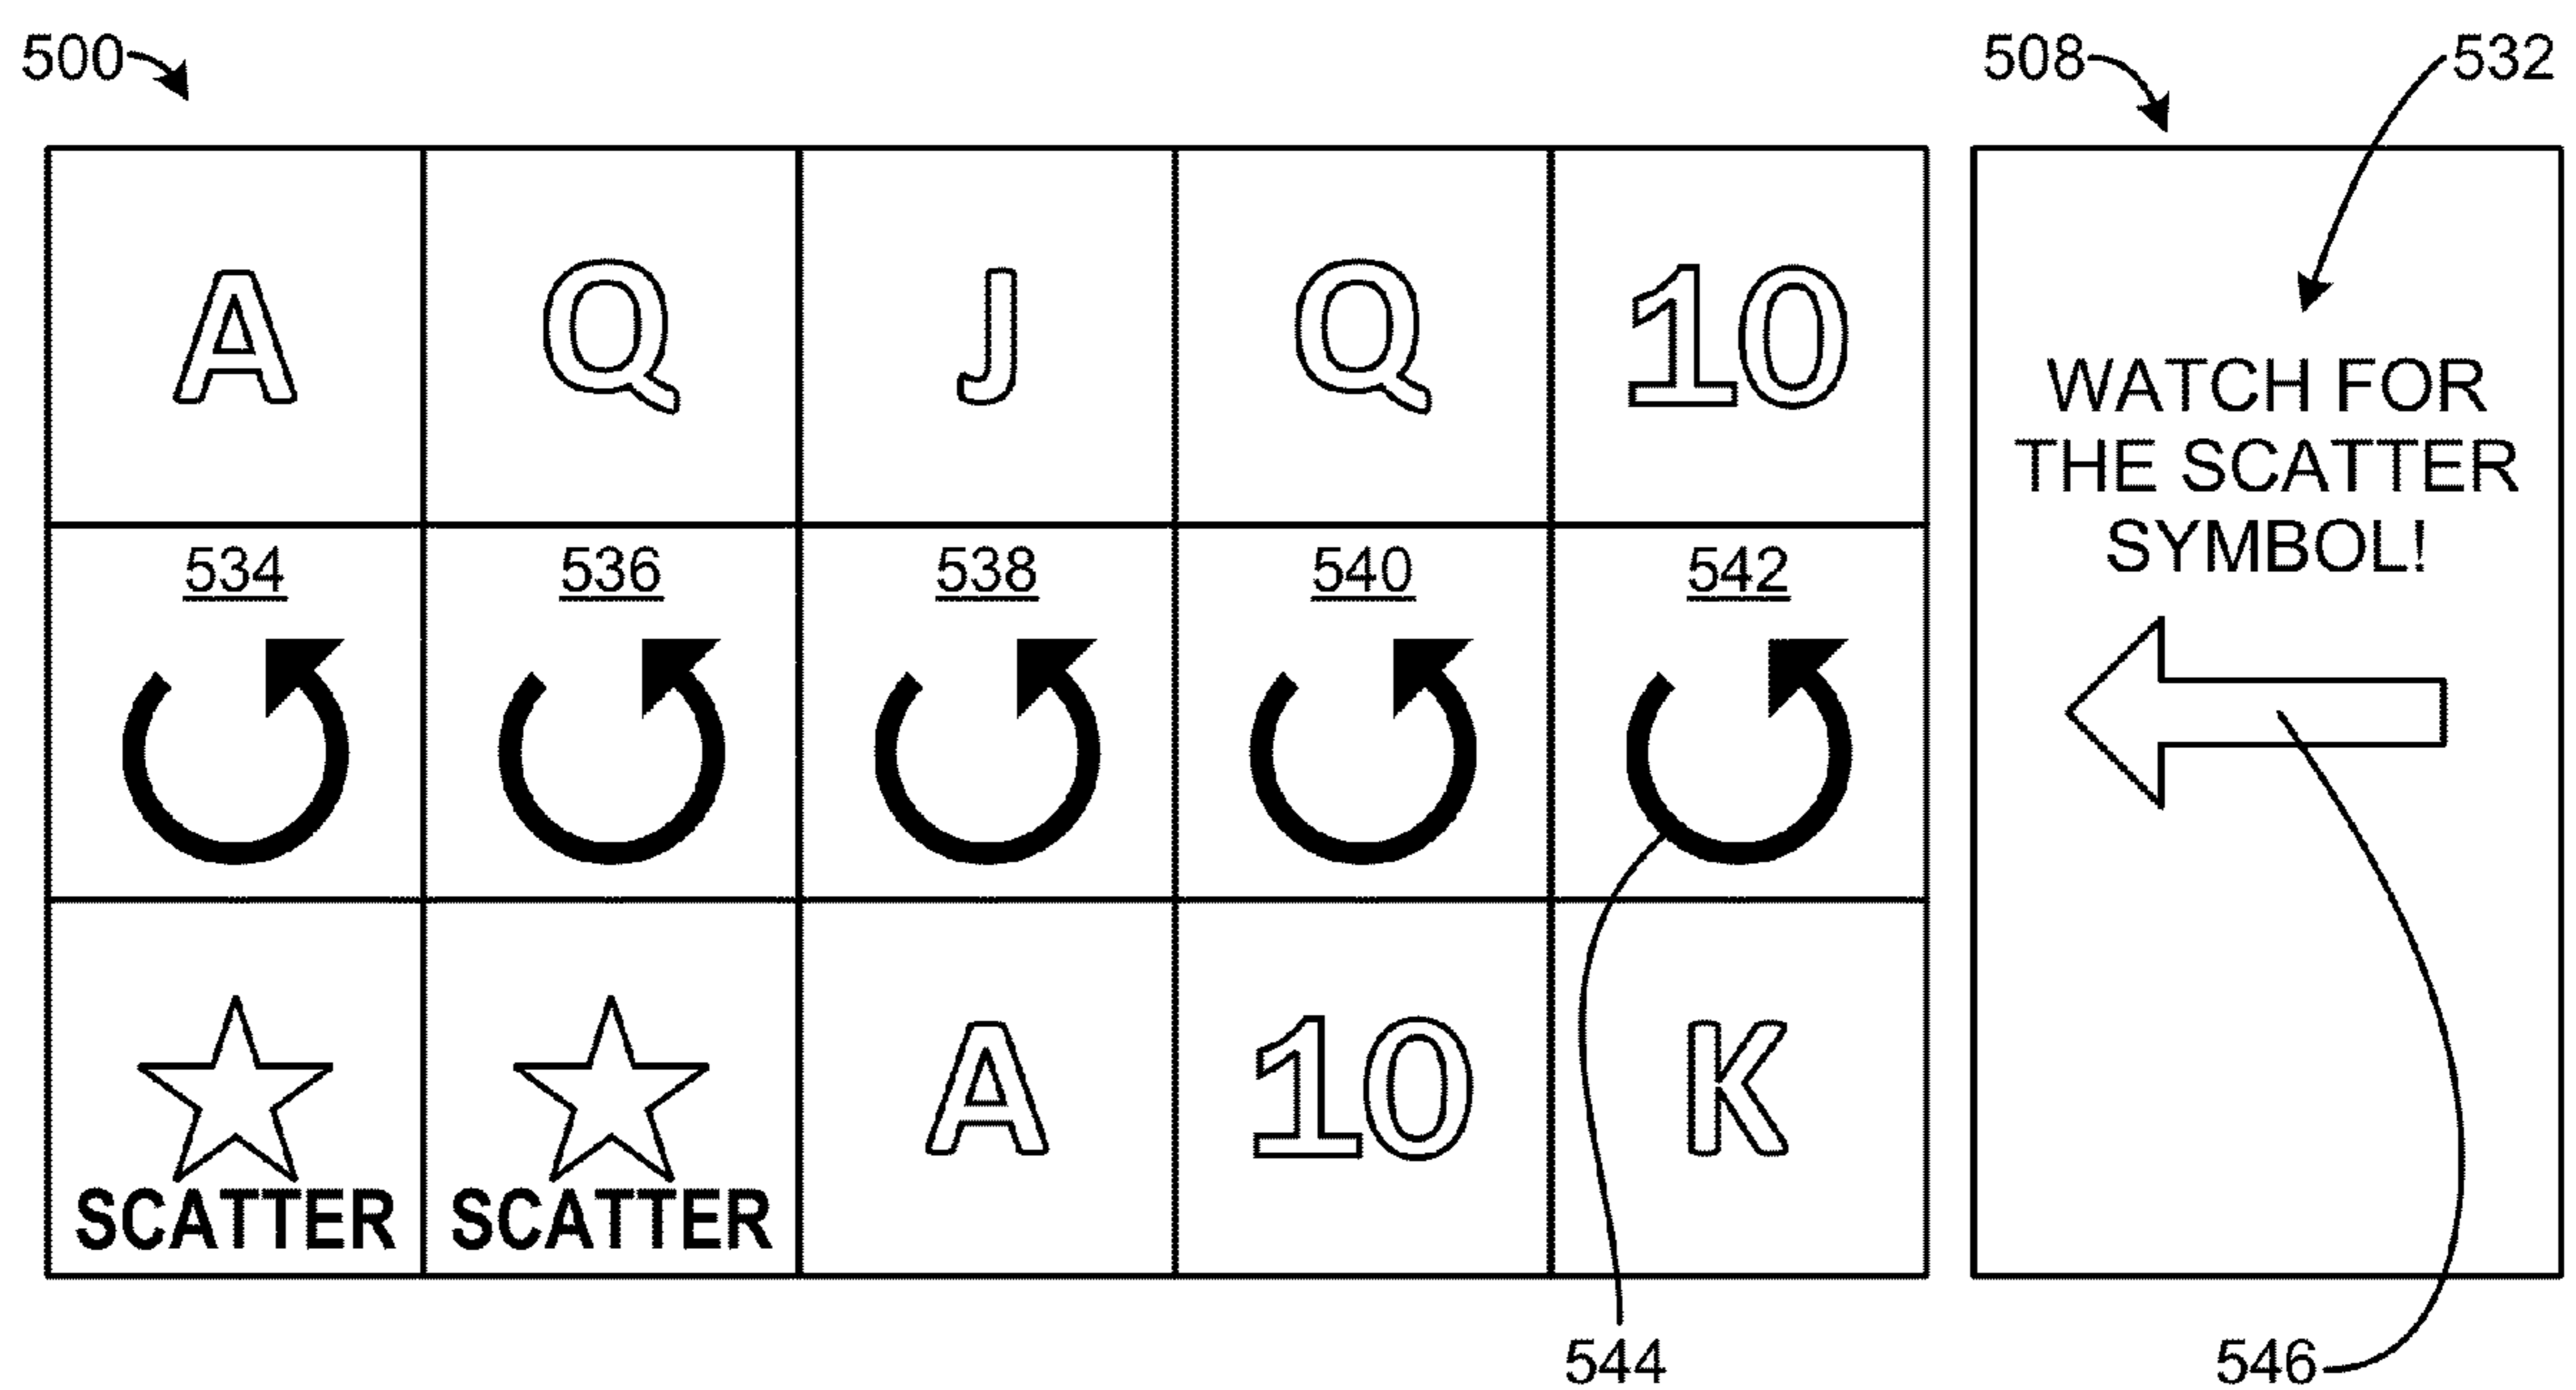 500
508
532
A Q J Q 10
WATCH FOR
THE SCATTER
SYMBOL!
534 536 538 540 542
A 10 K
SCATTER SCATTER
544
546